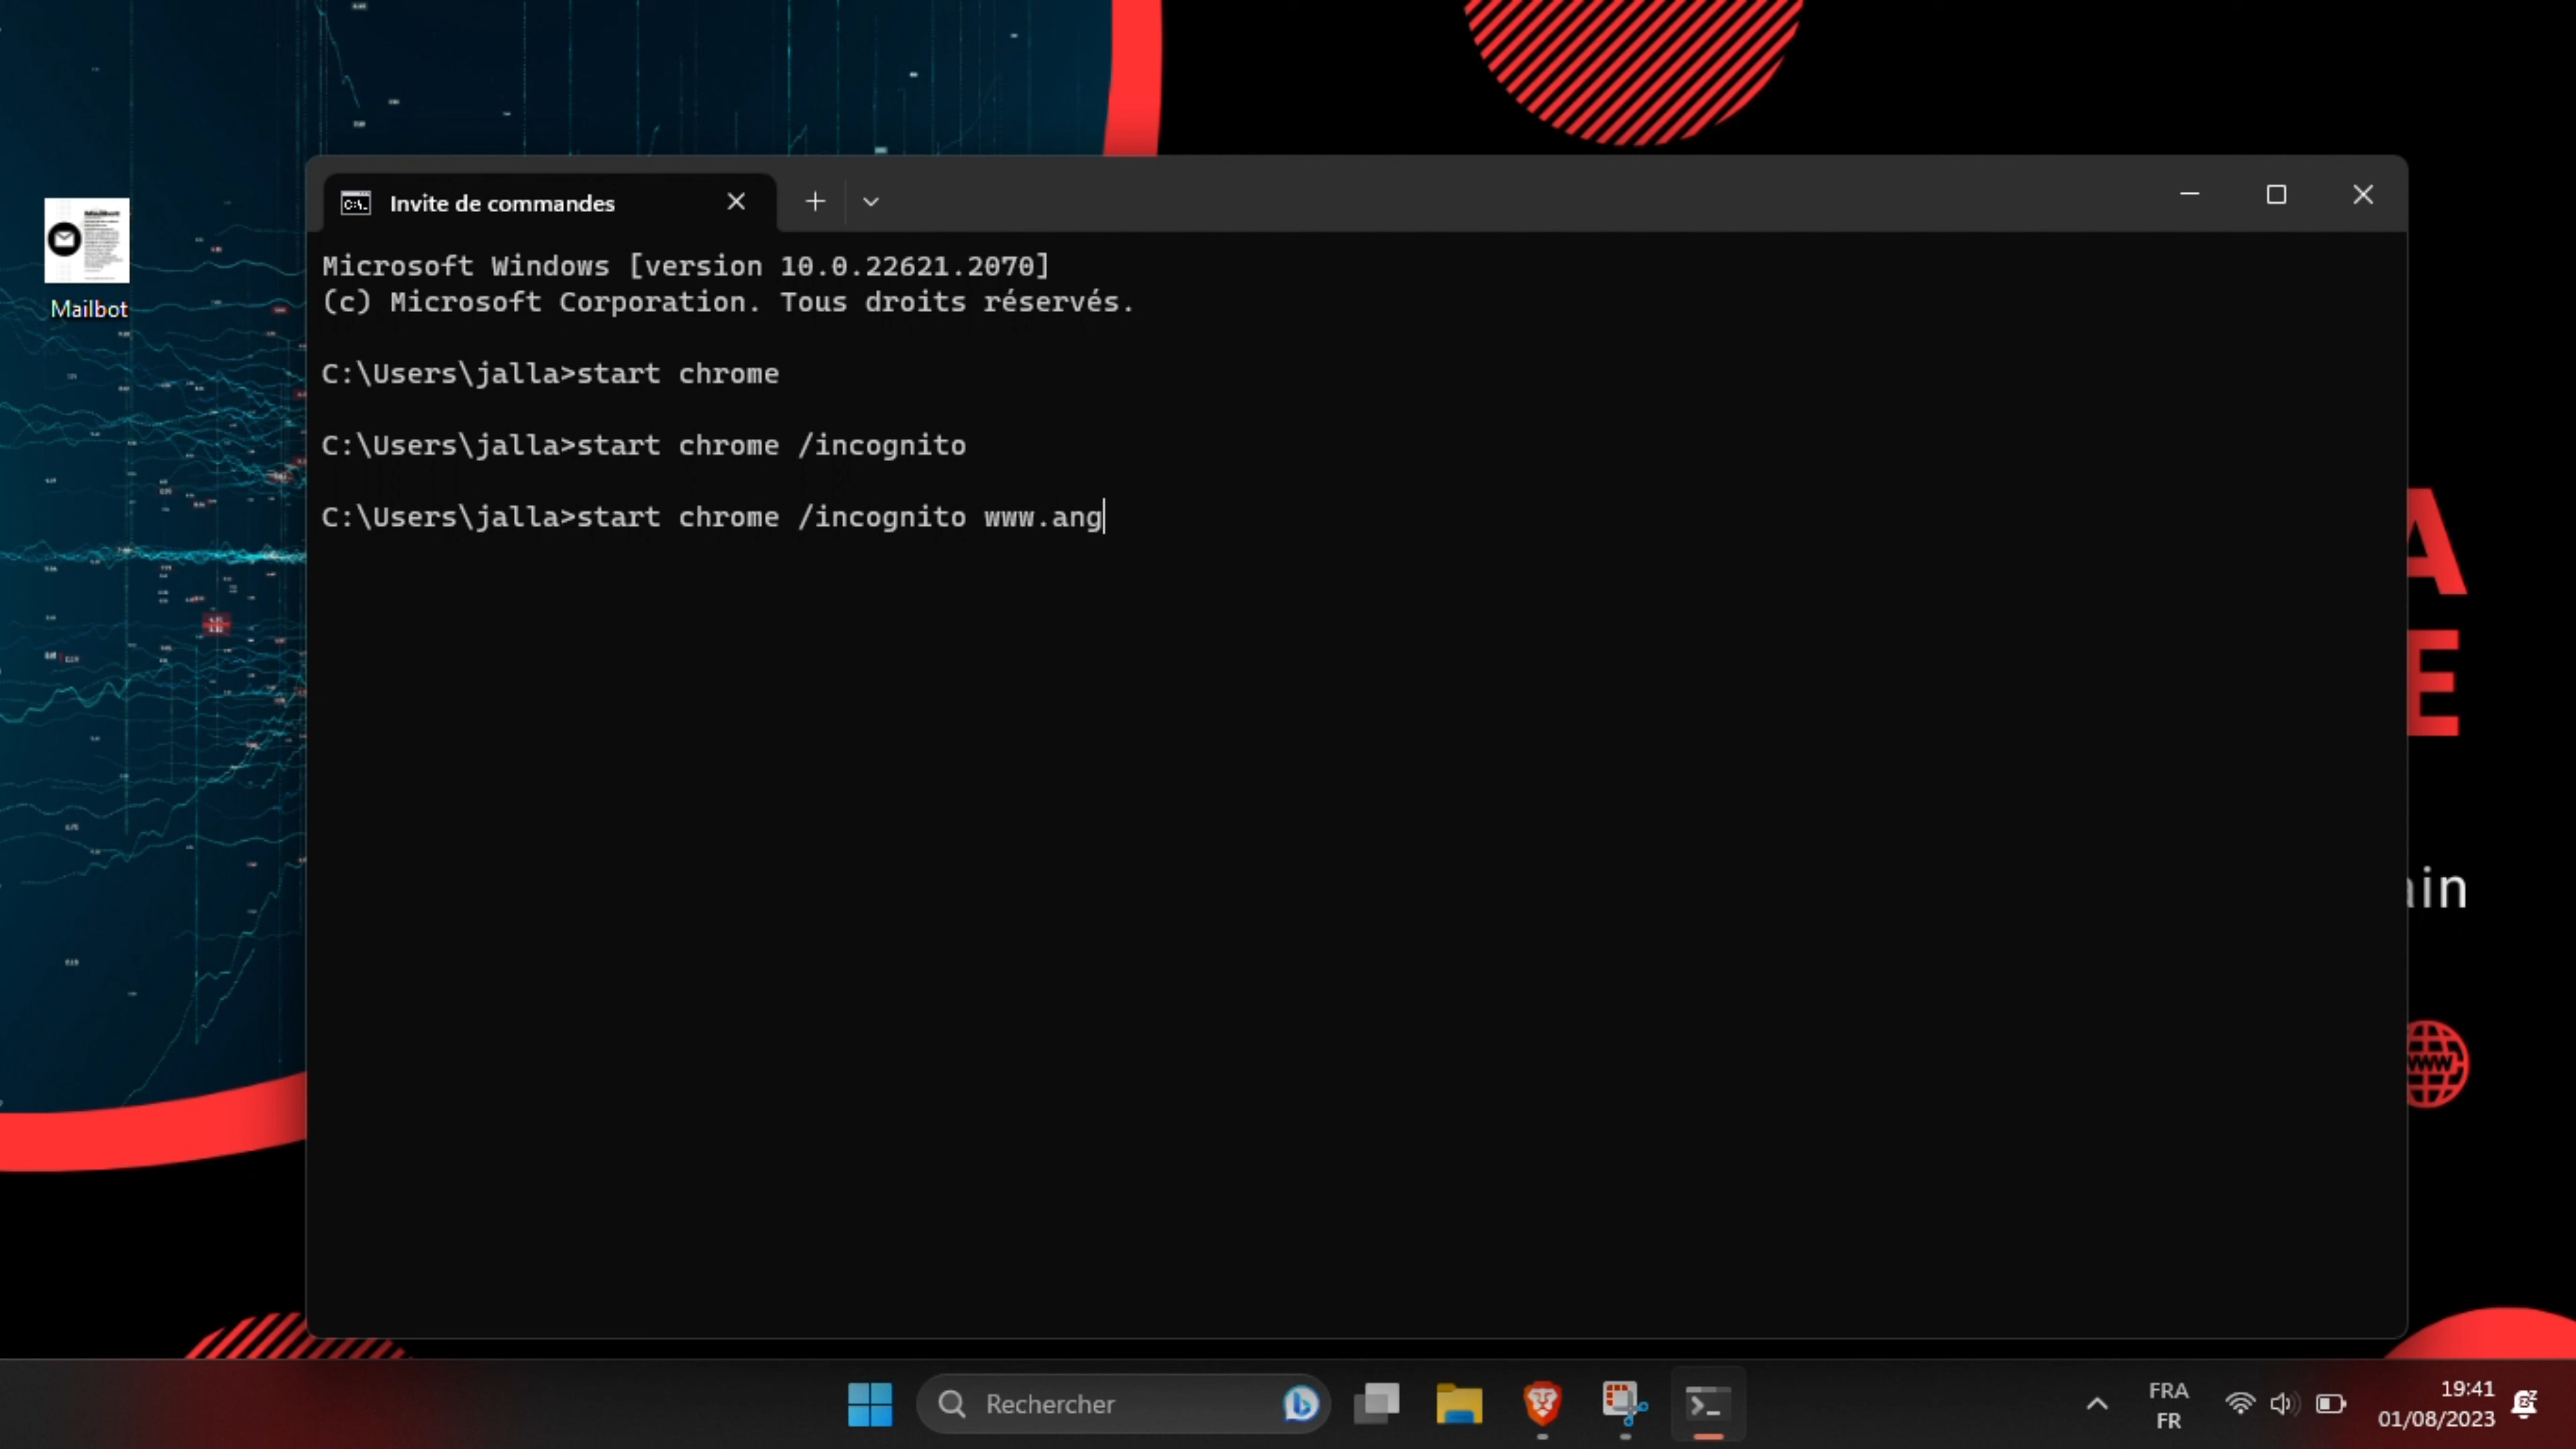 Mailbot
Invite de commandes
Microsoft Windows [version 10.0.22621.2070]
(c) Microsoft Corporation. Tous droits réservés.
C:\Users\jalla>start chrome
C:\Users\jalla>start chrome /incognito
C:\Users\jalla>start chrome /incognito www.ang
A
E
ain
www
Rechercher
FRA
FR
19:41
01/08/2023